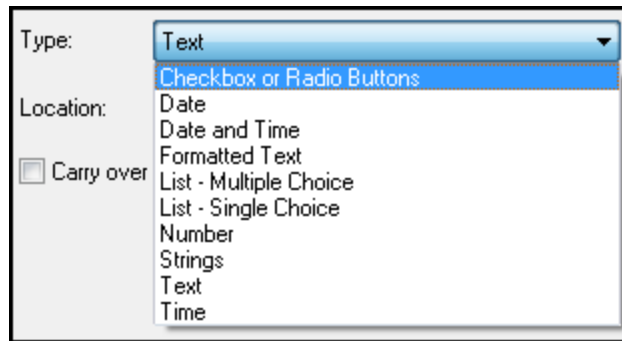 Type: Text
Checkbox or Radio Buttons
Location: Date
Date and Time
Formatted Text
Carry over List - Multiple Choice
List - Single Choice
Number
Strings
Text
Time